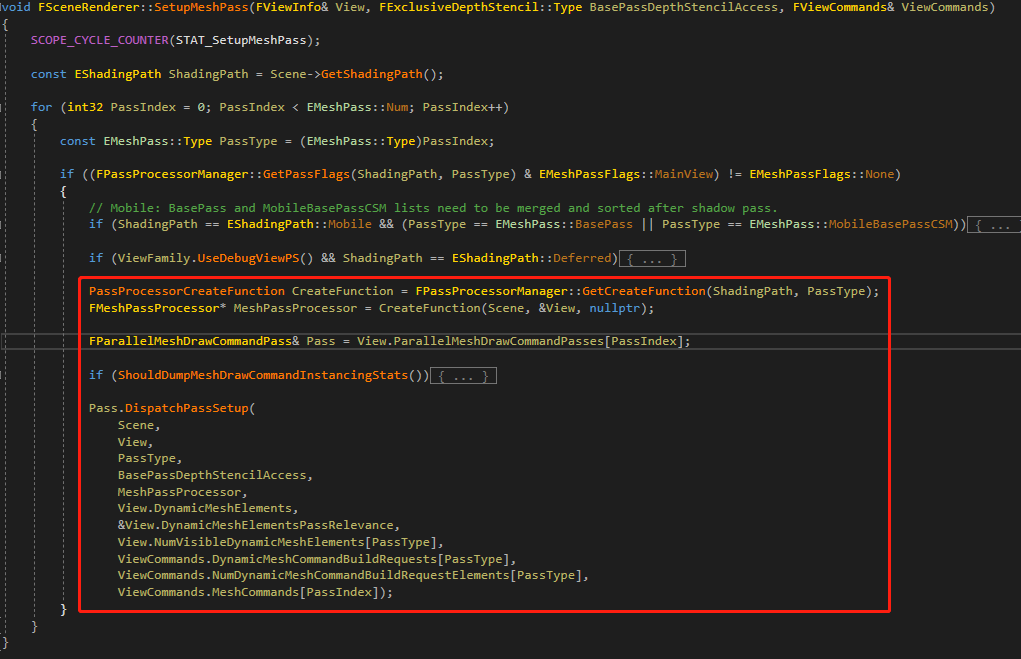 void FSceneRenderer::SetupMeshPass(FViewInfo& View, FExclusiveDepthStencil::Type BasePassDepthStencilAccess, FViewCommands& ViewCommands)
{
SCOPE_CYCLE_COUNTER(STAT_SetupMeshPass);
const EShadingPath ShadingPath = Scene->GetShadingPath();
for (int32 PassIndex = 0; PassIndex < EMeshPass::Num; PassIndex++)
{
const EMeshPass::Type PassType = (EMeshPass::Type)PassIndex;
if ((FPassProcessorManager::GetPassFlags(ShadingPath, PassType) & EMeshPassFlags::MainView) != EMeshPassFlags::None)
{
// Mobile: BasePass and MobileBasePassCSM lists need to be merged and sorted after shadow pass.
if (ShadingPath == EShadingPath::Mobile && (PassType == EMeshPass::BasePass || PassType == EMeshPass::MobileBasePassCSM)){ ...
if (ViewFamily.UseDebugViewPS() && ShadingPath == EShadingPath::Deferred){ ... }
PassProcessorCreateFunction CreateFunction = FPassProcessorManager::GetCreateFunction(ShadingPath, PassType);
FMeshPassProcessor* MeshPassProcessor = CreateFunction(Scene, &View, nullptr);
FParallelMeshDrawCommandPass& Pass = View.ParallelMeshDrawCommandPasses[PassIndex];
if (ShouldDumpMeshDrawCommandInstancingStats()){ ... }
Pass.DispatchPassSetup(
Scene,
View,
PassType,
BasePassDepthStencilAccess,
MeshPassProcessor,
View.DynamicMeshElements,
&View.DynamicMeshElementsPassRelevance,
View.NumVisibleDynamicMeshElements[PassType],
ViewCommands.DynamicMeshCommandBuildRequests[PassType],
ViewCommands.NumDynamicMeshCommandBuildRequestElements[PassType],
ViewCommands.MeshCommands[PassIndex]);
}
}
}